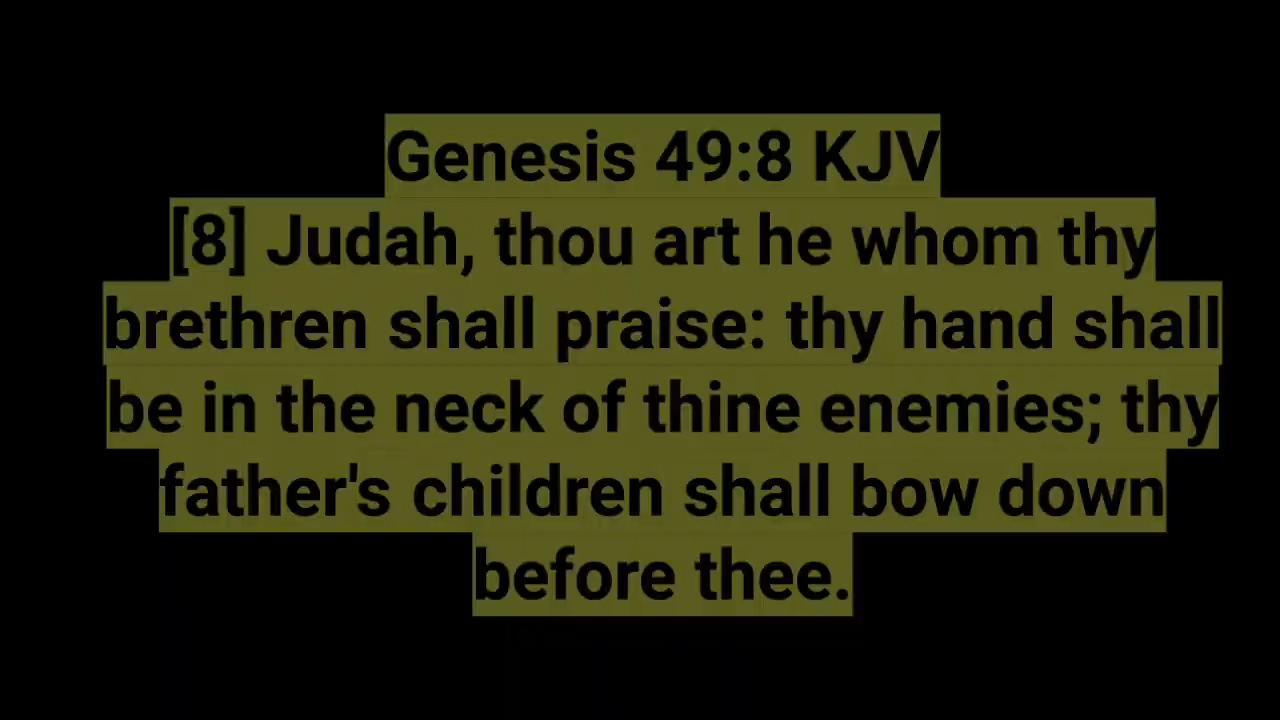 Genesis 49:8 KJV
[8] Judah, thou art he whom thy
brethren shall praise: thy hand shall
be in the neck of thine enemies; thy
father's children shall bow down
before thee.